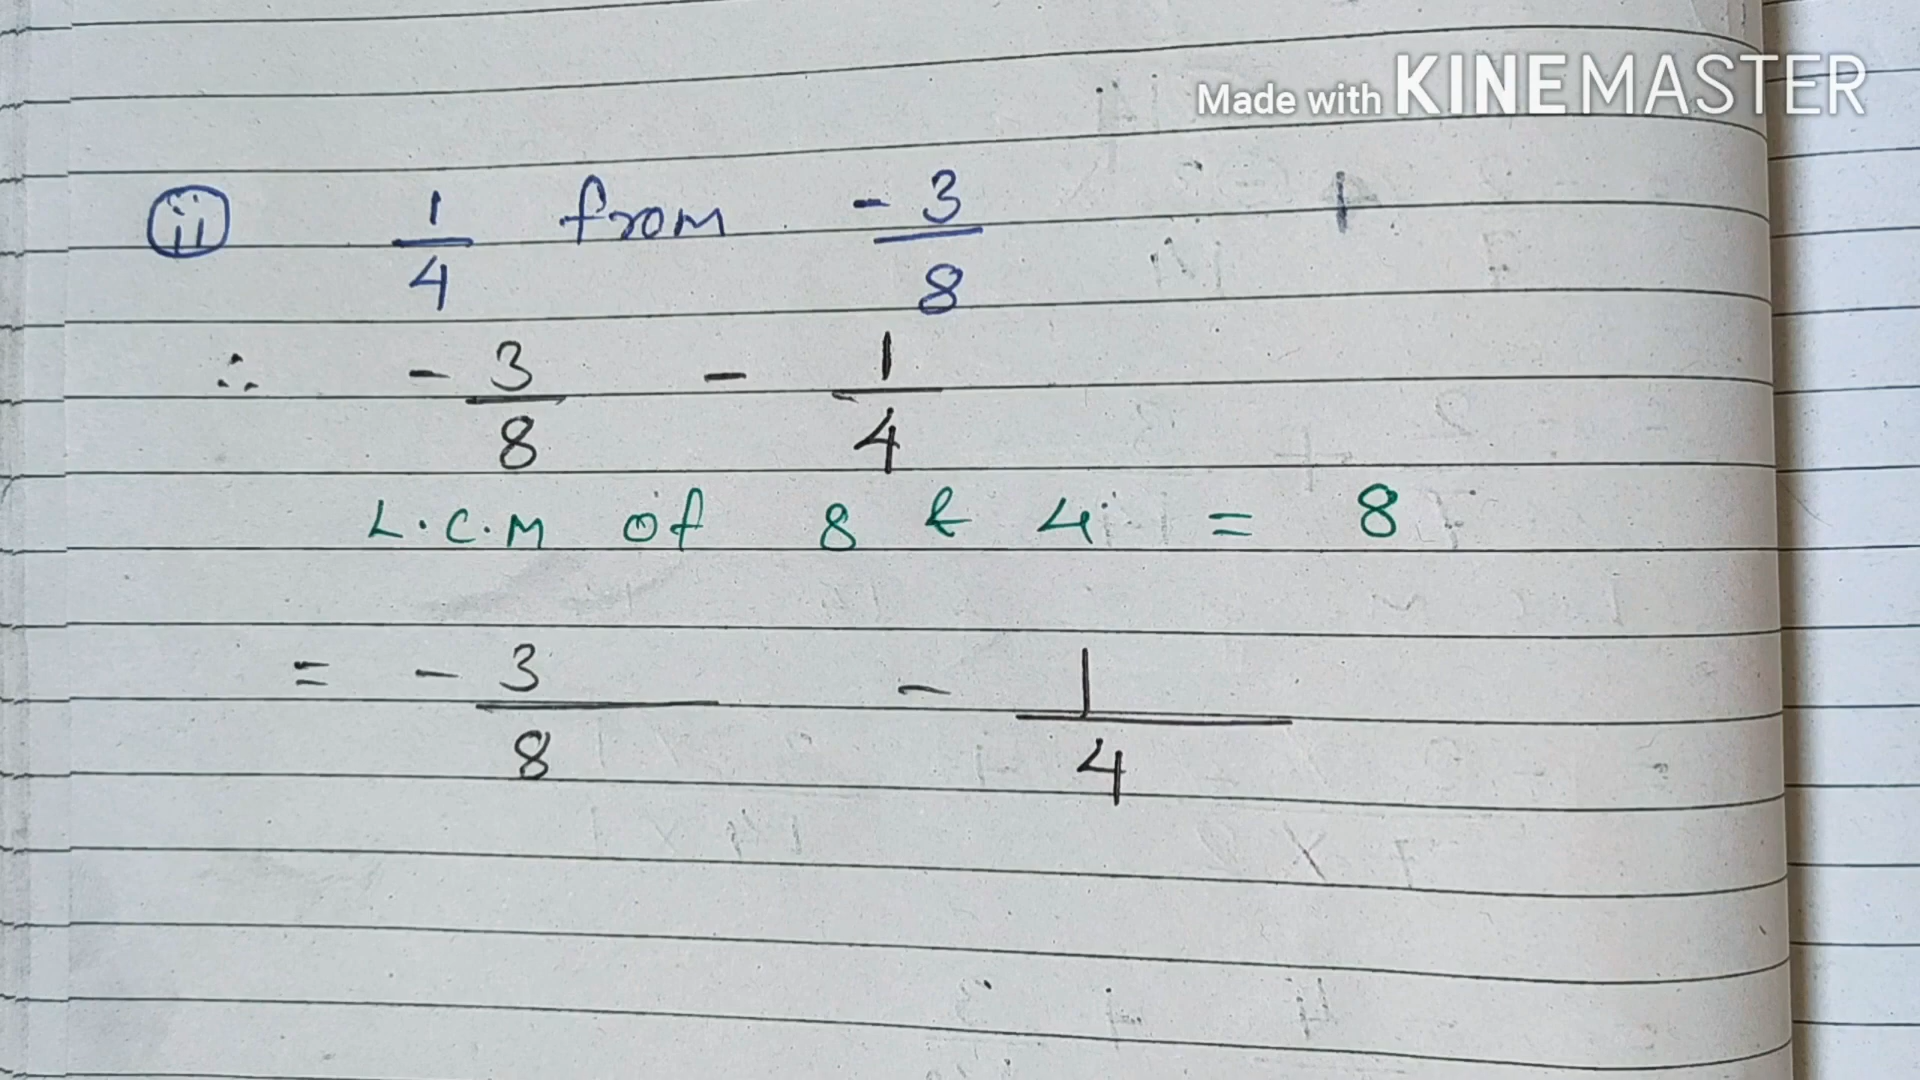 Made with KINEMASTER
ii 1/4 from -3/8
∴ -3/8 - 1/4
L.C.M of 8 & 4 = 8
= -3/8 - 1/4